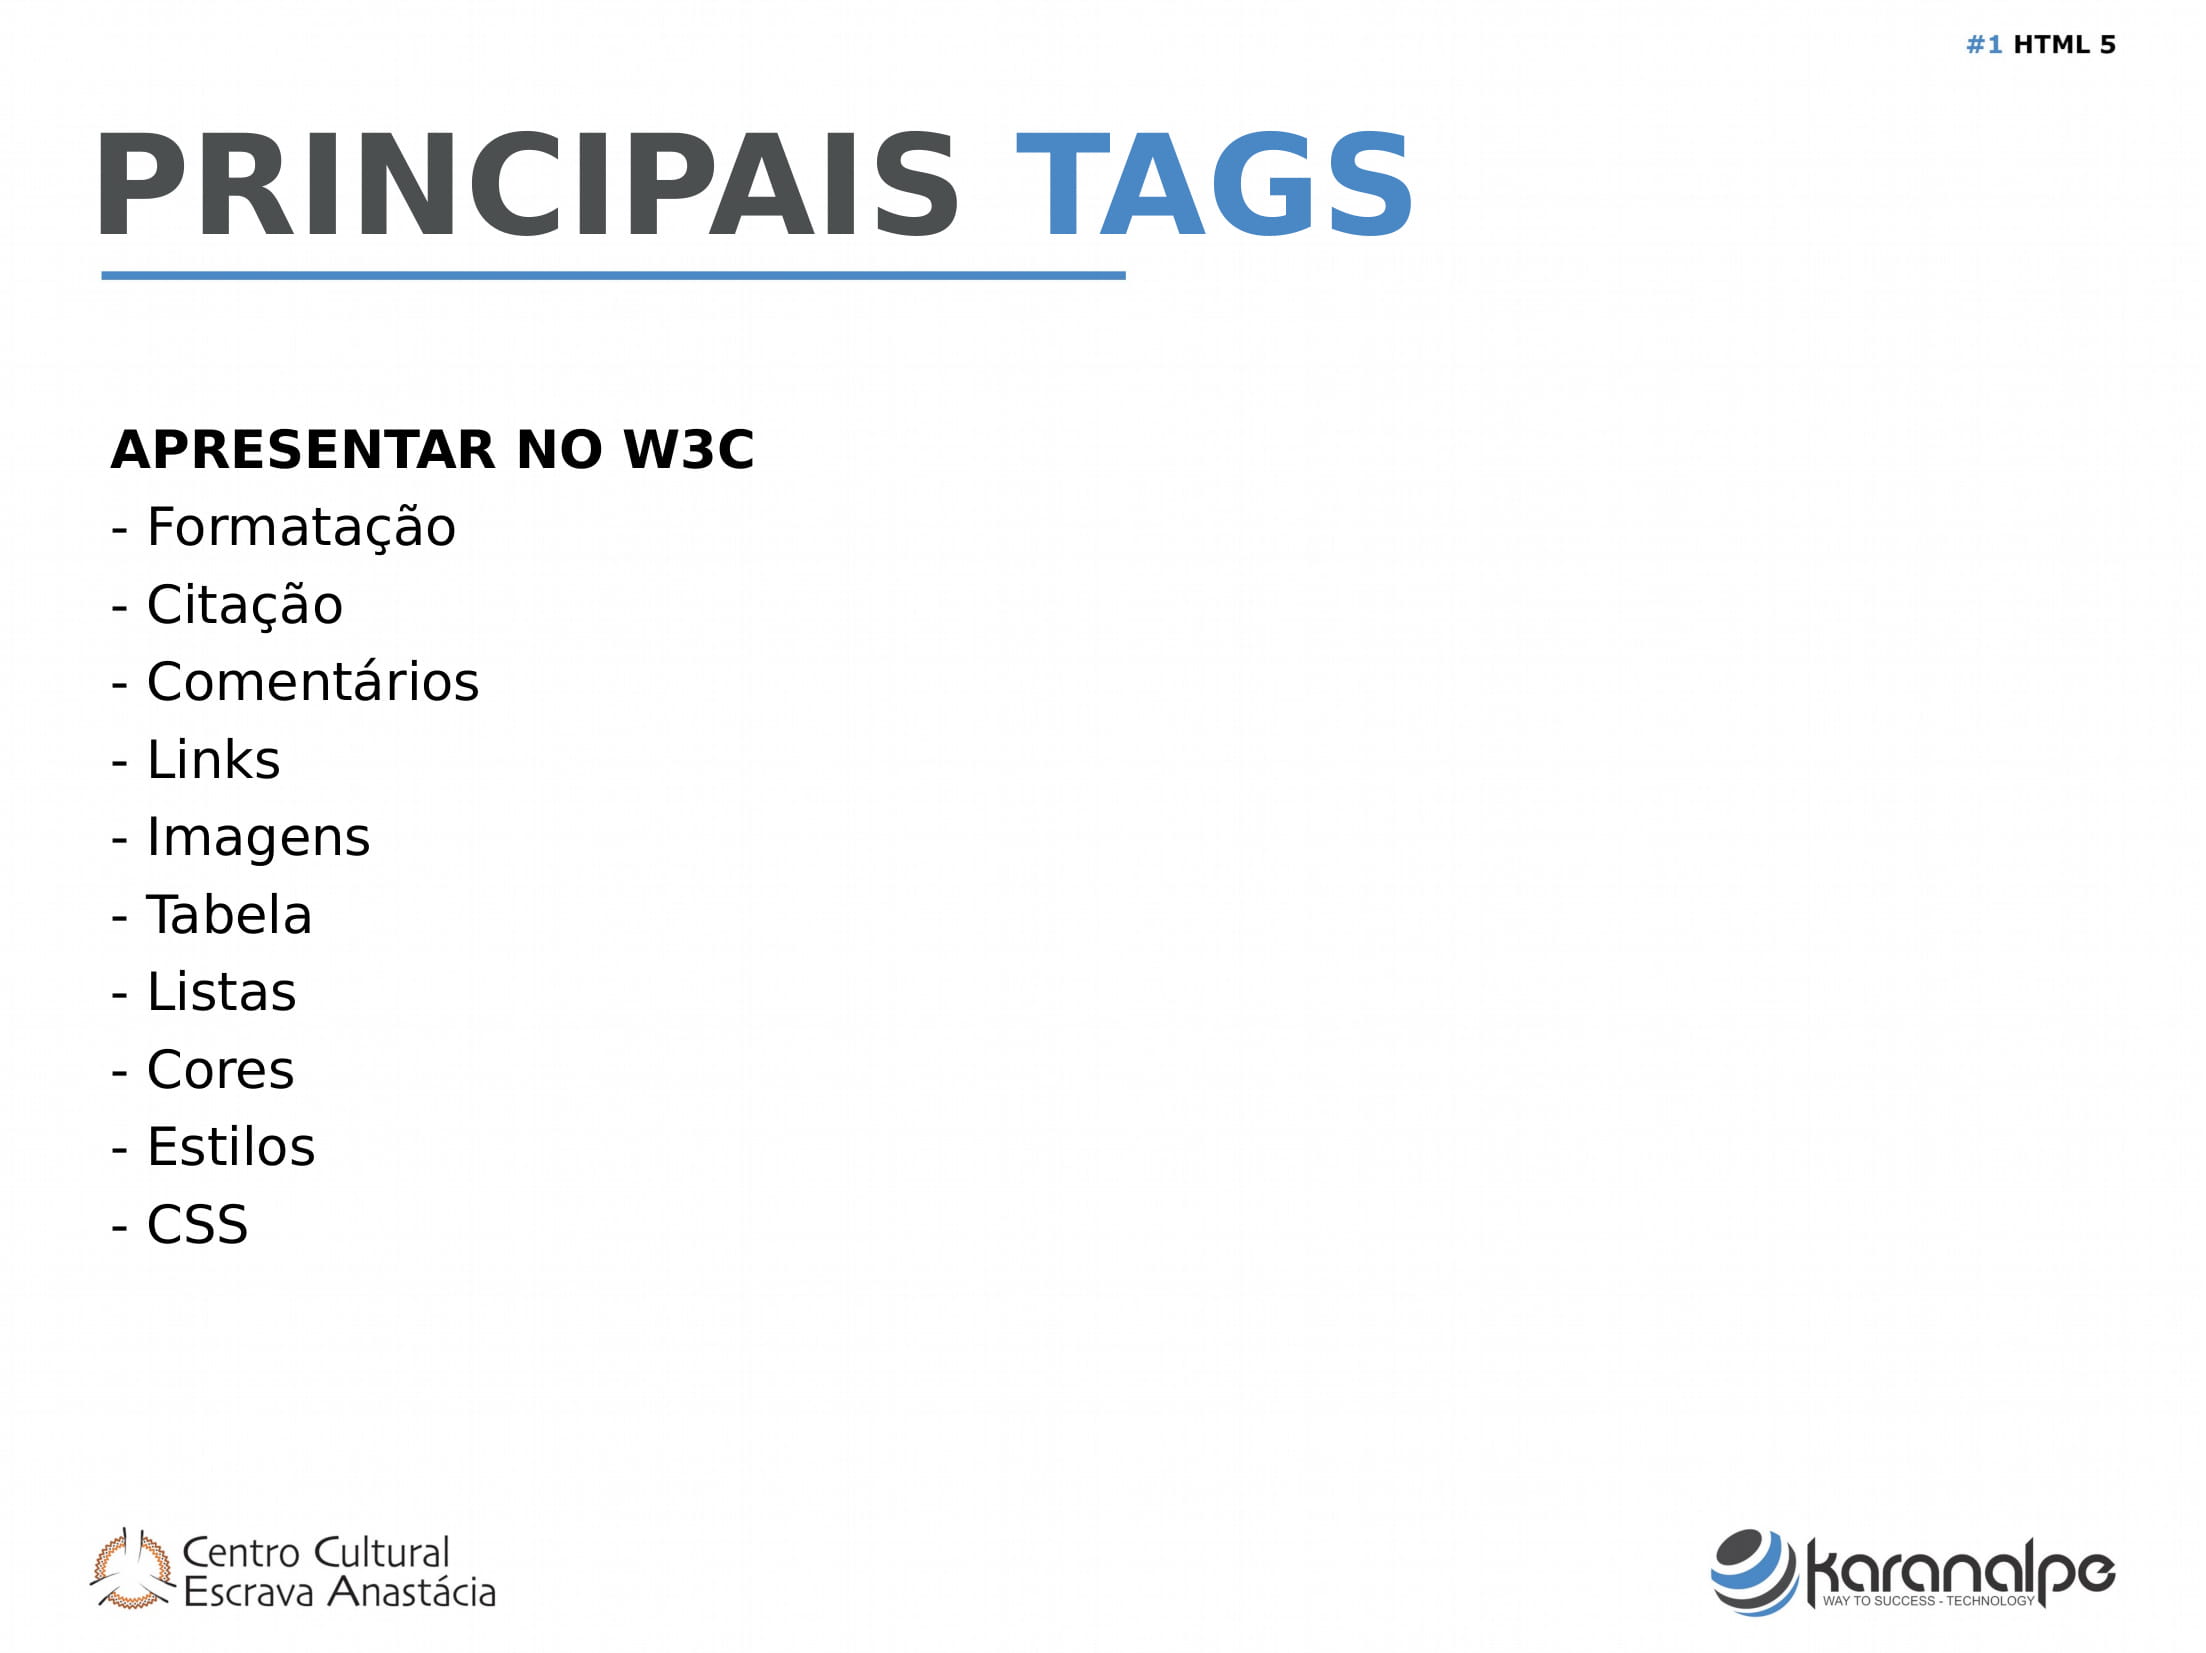 #1 HTML 5
PRINCIPAIS TAGS
APRESENTAR NO W3C
- Formatação
- Citação
- Comentários
- Links
- Imagens
- Tabela
- Listas
- Cores
- Estilos
- CSS
Centro Cultural
Escrava Anastácia
karanalpe
WAY TO SUCCESS - TECHNOLOGY